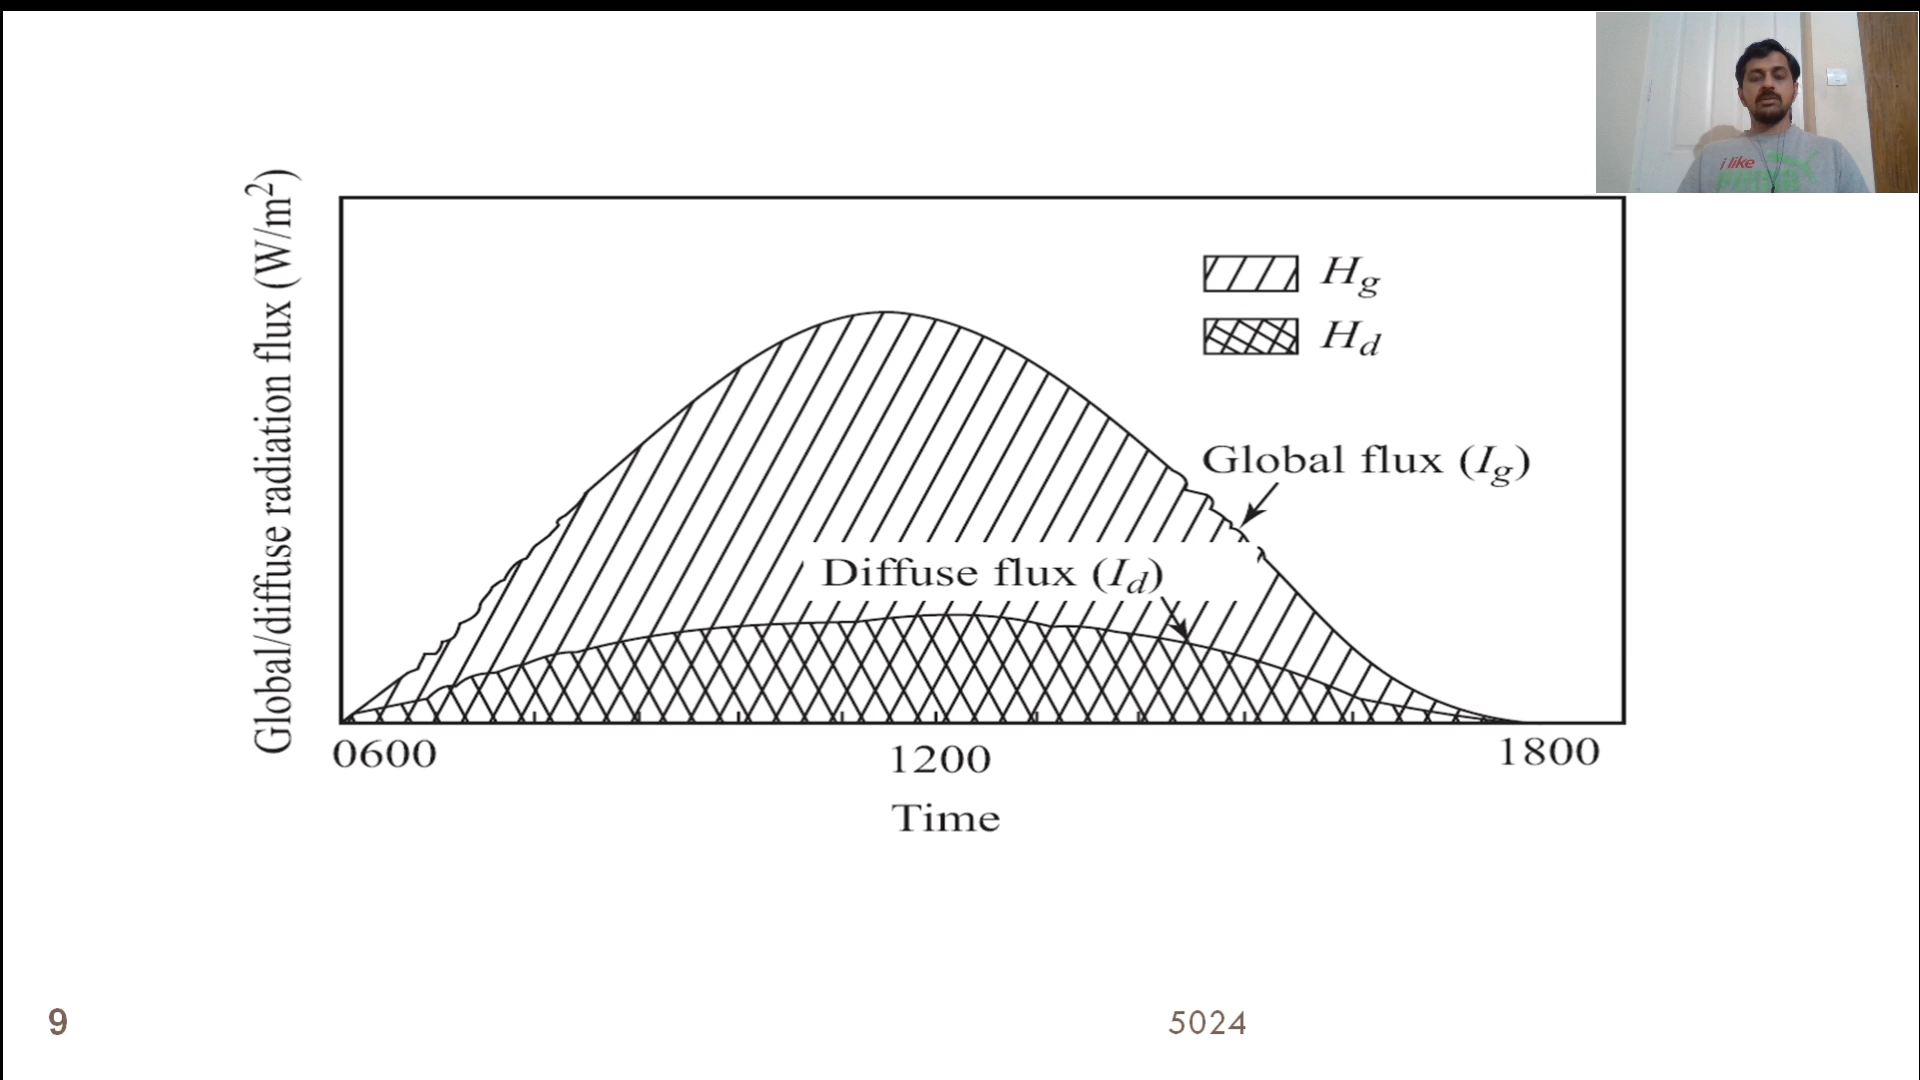 i like
Global/diffuse radiation flux (W/m²)
H_g
H_d
Global flux (I_g)
Diffuse flux (I_d)
0600
1200
1800
Time
9
5024